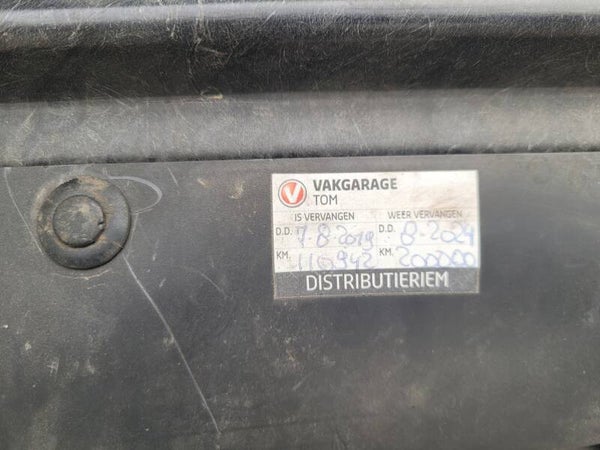 V VAKGARAGE
TOM
IS VERVANGEN WEER VERVANGEN
D.D. 7-8-2019 D.D. 8-2024
KM. 110942 KM. 200000
DISTRIBUTIERIEM